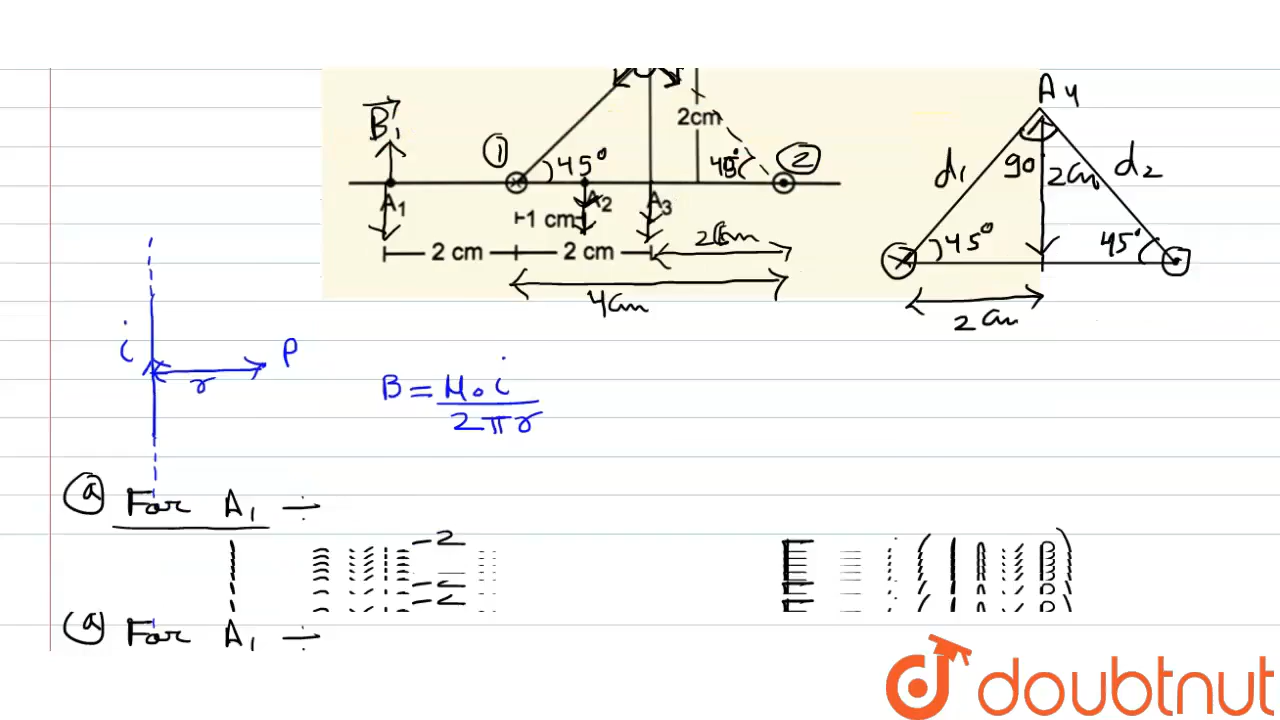 A4
2cm
B1
1
45°
45°
2
d1
90
2cm
d2
A1
A2
A3
1 cm
45°
45°
2 cm
2 cm
2cm
4cm
2 cm
i
r
P
B = μ0 i
2πr
(a) For A1 :-
(a) For A1 :-
doubtnut